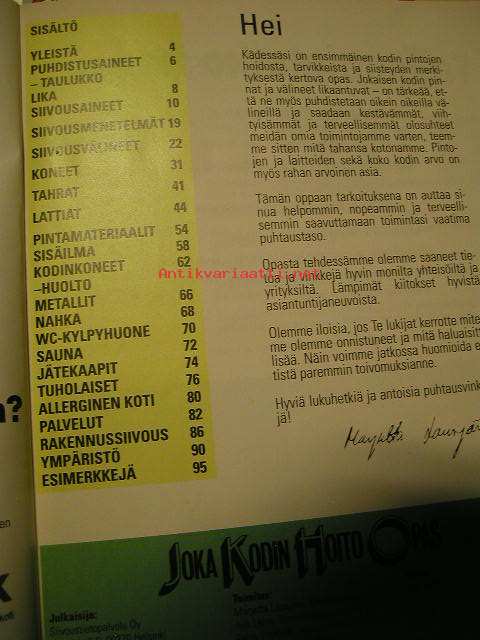 SISÄLTÖ
YLEISTÄ 4
PUHDISTUSAINEET 6
– TAULUKKO
LIKA 8
SIIVOUSAINEET 10
SIIVOUSMENETELMÄT 19
SIIVOUSVÄLINEET 22
KONEET 31
TAHRAT 41
LATTIAT 44
PINTAMATERIAALIT 54
SISÄILMA 58
KODINKONEET 62
–HUOLTO
METALLIT 66
NAHKA 68
WC-KYLPYHUONE 70
SAUNA 72
JÄTEKAAPIT 74
TUHOLAISET 76
ALLERGINEN KOTI 80
PALVELUT 82
RAKENNUSSIIVOUS 86
YMPÄRISTÖ 90
ESIMERKKEJÄ 95
Hei
Kädessäsi on ensimmäinen kodin pintojen
hoidosta, tarvikkeista ja siisteyden merki-
tyksestä kertova opas. Jokaisen kodin pin-
nat ja välineet likaantuvat – on tärkeää, et-
tä ne myös puhdistetaan oikein oikeilla vä-
lineillä ja saadaan kestävämmät, viih-
tyisämmät ja terveellisemmät olosuhteet
meidän omia toimintojamme varten, teem-
me sitten mitä tahansa kotonamme. Pinto-
jen ja laitteiden sekä koko kodin arvo on
myös rahan arvoinen asia.
Tämän oppaan tarkoituksena on auttaa si-
nua helpommin, nopeammin ja terveelli-
semmin saavuttamaan toimintasi vaatima
puhtaustaso.
Opasta tehdessämme olemme saaneet tie-
toa ja vinkkejä hyvin monilta yhteisöiltä ja
yrityksiltä. Lämpimät kiitokset hyvistä
asiantuntijaneuvoista.
Olemme iloisia, jos Te lukijat kerrotte mite
me olemme onnistuneet ja mitä haluaisitt
lisää. Näin voimme jatkossa huomioida e
tistä paremmin toivomuksianne.
Hyviä lukuhetkiä ja antoisia puhtausvink
jä!
Antikvariaatti.net
JOKA KODIN HOITO OPAS
Julkaisija:
Siivoustietopalvelu Oy
Toimitus:
?
en
k
koti